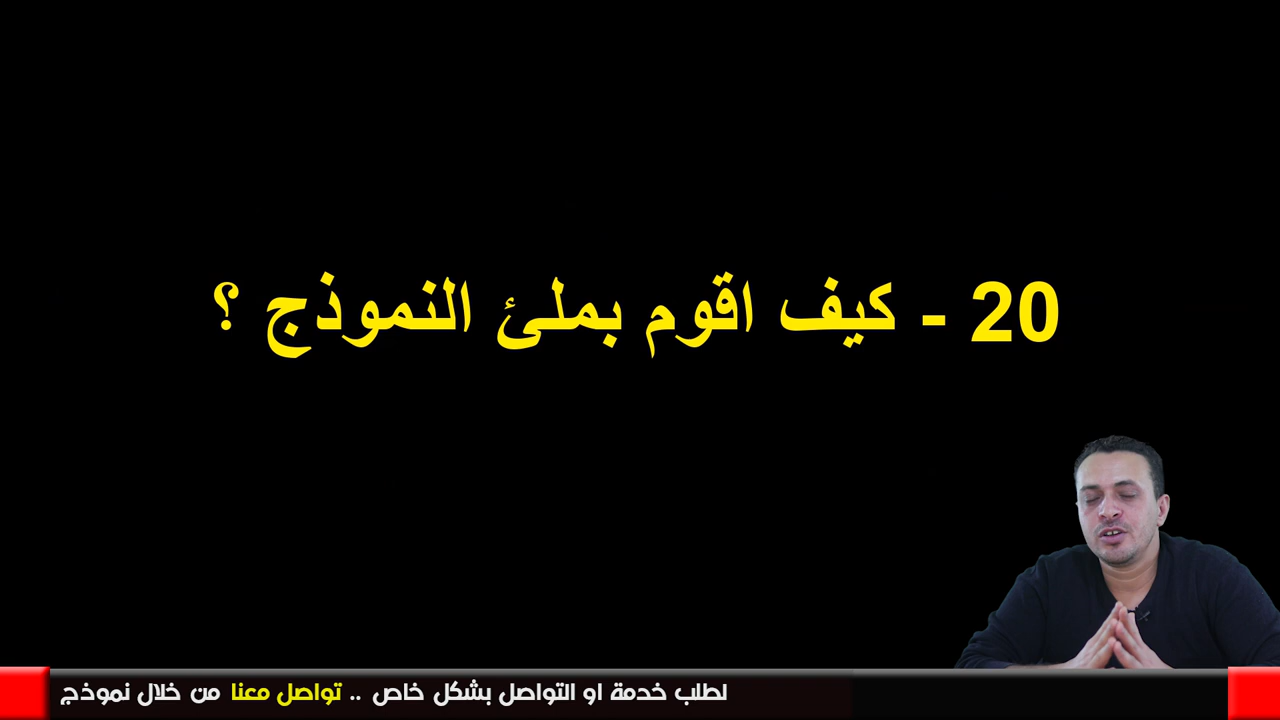 20 - كيف اقوم بملئ النموذج ؟
لطلب خدمة او التواصل بشكل خاص .. تواصل معنا من خلال نموذج